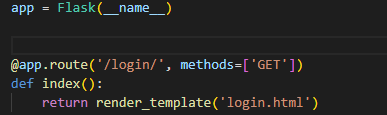 app = Flask(__name__)
@app.route('/login/', methods=['GET'])
def index():
    return render_template('login.html')